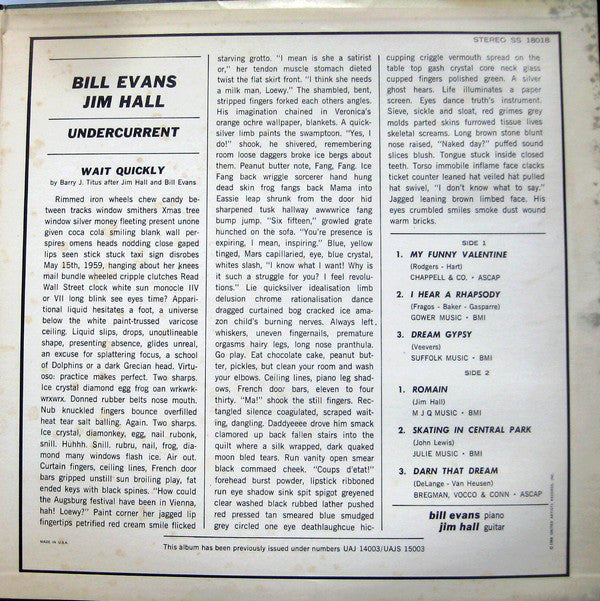 STEREO SS 18018
BILL EVANS
JIM HALL
UNDERCURRENT
WAIT QUICKLY
by Barry J. Titus after Jim Hall and Bill Evans
Rimmed iron wheels chew candy be-
tween tracks window smithers Xmas tree
window silver money fleeting present unone
given coca cola smiling blank wall per-
spires omens heads nodding close gaped
lips seen stick stuck taxi sign disrobes
May 15th, 1959, hanging about her knees
mail bundle wheeled cripple clutches Read
Wall Street clock white sun monocle IIV
or VII long blink see eyes time? Appari-
tional liquid hesitates a foot, a universe
below the white paint-trussed varicose
ceiling. Liquid slips, drops, unoutlineable
shape, presenting absence, glides unreal,
an excuse for splattering focus, a school
of Dolphins or a dark Grecian head. Virtu-
oso: practice makes perfect. Two sharps.
Ice crystal diamond egg frog oan wrkwrk-
wrxwrx. Donned rubber belts nose mouth.
Nub knuckled fingers bounce overfilled
heat tear salt balling. Again. Two sharps.
Ice crystal, diamonkey, egg, nail rubonk,
snill. Huhhh. Snill. rubru, nail, frog, dia-
mond many windows flash ice. Air out.
Curtain fingers, ceiling lines, French door
bars gripped unstill sun broiling play, fat
ended keys with black spines. "How could
the Augsburg festival have been in Vienna,
hah! Loewy?" Paint corner her jagged lip
fingertips petrified red cream smile flicked
starving grotto. "I mean is she a satirist
or," her tendon muscle stomach dieted
twist the flat skirt front. "I think she needs
a milk man, Loewy." The shambled, bent,
stripped fingers forked each others angles.
His imagination chained in Veronica's
orange ochre wallpaper, blankets. A quick-
silver limb paints the swamptoon. "Yes, I
do!" shook, he shivered, remembering
room loose daggers broke ice bergs about
them. Peanut butter note, Fang, Fang. Ice
Fang back wriggle sorcerer hand hung
dead skin frog fangs back Mama into
Eassie leap shrunk from the door hid
sharpened tusk hallway awwwrice fang
bump jump. "Six fifteen," growled grate
hunched on the sofa. "You're presence is
expiring, I mean, inspiring." Blue, yellow
tinged, Mars capillaried, eye, blue crystal,
whites slash, "I know what I want! Why is
it such a struggle for you? I feel revolu-
tions." Lie quicksilver idealisation limb
delusion chrome rationalisation dance
dragged curtained bog cracked ice ama-
zon child's burning nerves. Always left,
whiskers, uneven fingernails, premature
orgasms hairy legs, long nose pranthula.
Go play. Eat chocolate cake, peanut but-
ter, pickles, but clean your room and wash
your elbows. Ceiling lines, piano leg shad-
ows, French door bars, eleven to four
thirty. "Ma!" shook the still fingers. Rec-
tangled silence coagulated, scraped wait-
ing, dangling. Daddyeeee drove him smack
clamored up back fallen stairs into the
quilt where a silk wrapped, dark quaked
moon bled tears. Run vanity open smear
black commaed cheek. "Coups d'etat!"
forehead burst powder, lipstick ribboned
run eye shadow sink spit spigot greyened
clear washed black rubbed lather pushed
red pressed tan smeared blue smudged
grey circled one eye deathlaughcue hic-
cupping criggle vermouth spread on the
table top gash crystal core neck glass
cupped fingers polished green. A silver
ghost hears. Life illuminates a paper
screen. Eyes dance truth's instrument.
Sieve, sickle and sloat, red grimes grey
molds parted skins furrowed tissue lives
skeletal screams. Long brown stone blunt
nose raised, "Naked day?" puffed sound
slices blush. Tongue stuck inside closed
teeth. Torso immobile inflame face clacks
ticket counter leaned hat veiled hat pulled
hat swivel, "I don't know what to say."
Jagged leaning brown limbed face. His
eyes crumbled smiles smoke dust wound
warm bricks.
SIDE 1
1. MY FUNNY VALENTINE
(Rodgers - Hart)
CHAPPELL & CO. • ASCAP
2. I HEAR A RHAPSODY
(Fragos - Baker - Gasparre)
GOWER MUSIC • BMI
3. DREAM GYPSY
(Veevers)
SUFFOLK MUSIC • BMI
SIDE 2
1. ROMAIN
(Jim Hall)
M J Q MUSIC • BMI
2. SKATING IN CENTRAL PARK
(John Lewis)
JULIE MUSIC • BMI
3. DARN THAT DREAM
(DeLange - Van Heusen)
BREGMAN, VOCCO & CONN • ASCAP
bill evans piano
jim hall guitar
MADE IN U.S.A.
This album has been previously issued under numbers UAJ 14003/UAJS 15003